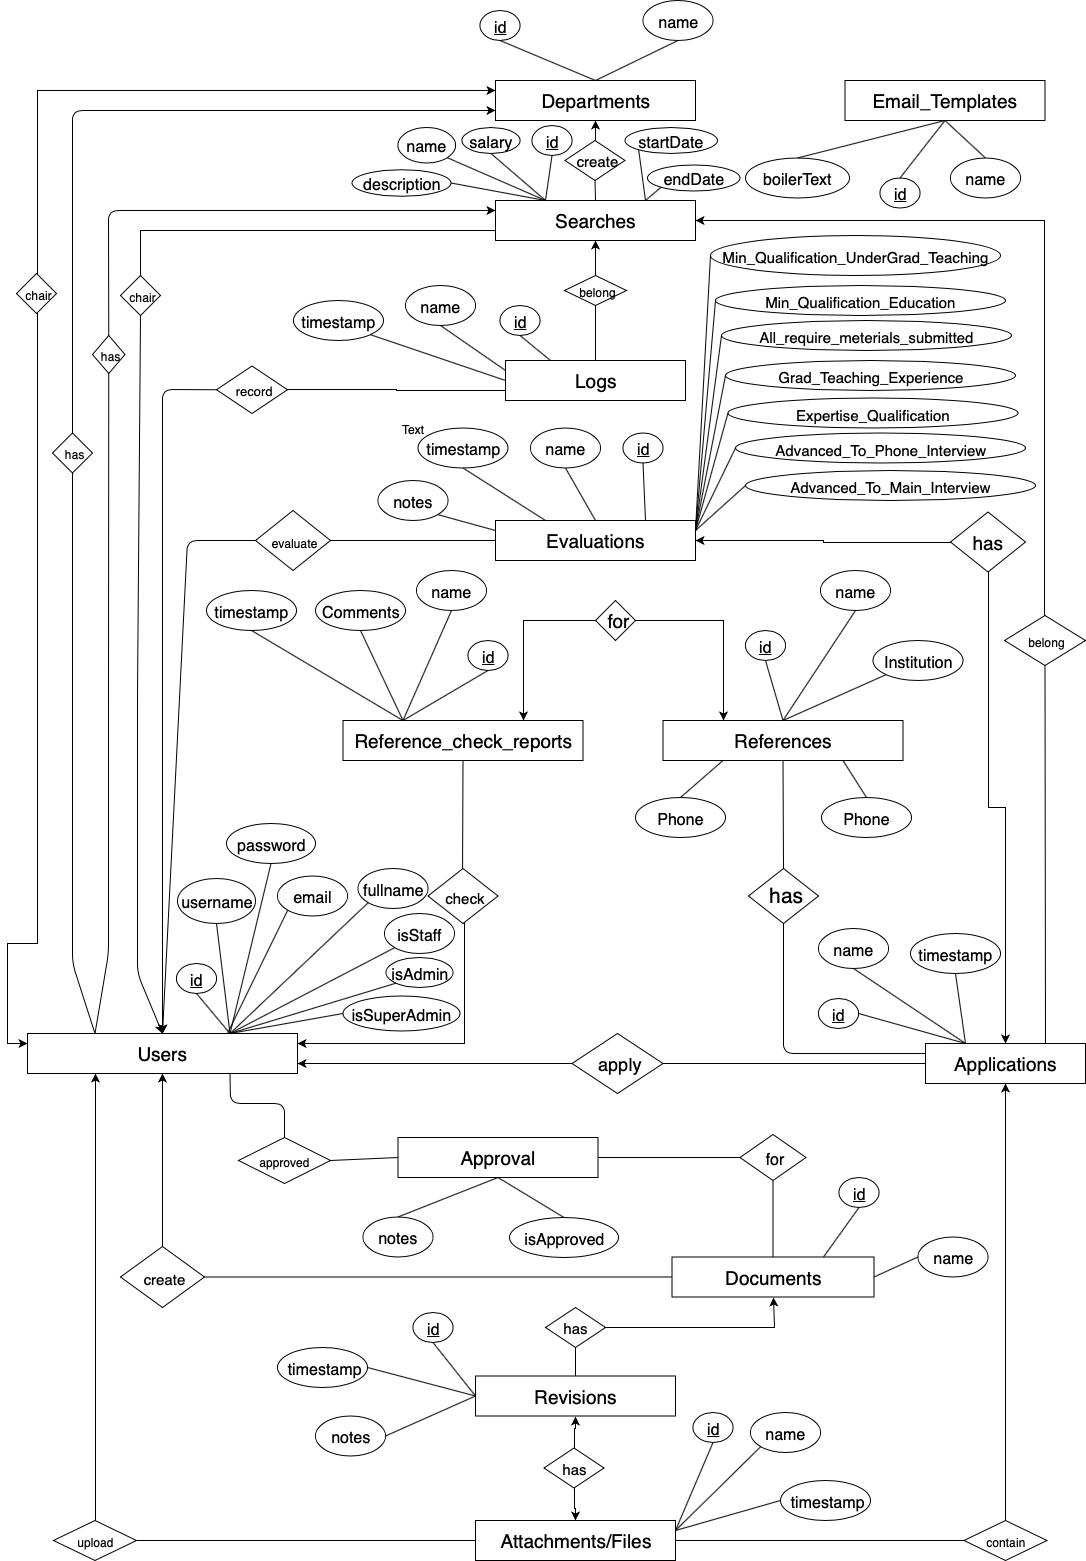 id
name
Departments
Email_Templates
name
salary
id
startDate
create
description
endDate
boilerText
id
name
Searches
Min_Qualification_UnderGrad_Teaching
chair
chair
belong
Min_Qualification_Education
timestamp
name
id
All_require_meterials_submitted
has
Logs
Grad_Teaching_Experience
record
Expertise_Qualification
Text
timestamp
name
id
Advanced_To_Phone_Interview
has
notes
Advanced_To_Main_Interview
evaluate
Evaluations
has
timestamp
Comments
name
for
name
id
id
Institution
belong
Reference_check_reports
References
Phone
Phone
password
username
email
fullname
check
has
isStaff
name
timestamp
id
isAdmin
isSuperAdmin
id
Users
apply
Applications
approved
Approval
for
id
notes
isApproved
name
create
Documents
id
has
timestamp
Revisions
notes
id
name
has
timestamp
upload
Attachments/Files
contain